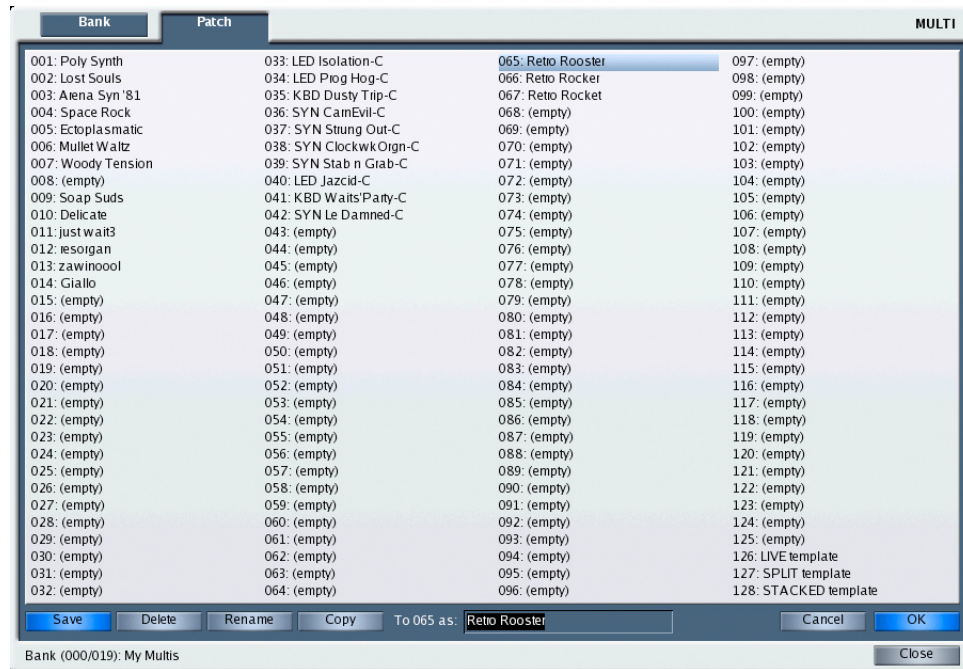 Bank
Patch
MULTI
001: Poly Synth
002: Lost Souls
003: Arena Syn '81
004: Space Rock
005: Ectoplasmatic
006: Mullet Waltz
007: Woody Tension
008: (empty)
009: Soap Suds
010: Delicate
011: just wait3
012: resorgan
013: zawinoool
014: Giallo
015: (empty)
016: (empty)
017: (empty)
018: (empty)
019: (empty)
020: (empty)
021: (empty)
022: (empty)
023: (empty)
024: (empty)
025: (empty)
026: (empty)
027: (empty)
028: (empty)
029: (empty)
030: (empty)
031: (empty)
032: (empty)
033: LED Isolation-C
034: LED Prog Hog-C
035: KBD Dusty Trip-C
036: SYN CarnEvil-C
037: SYN Strung Out-C
038: SYN ClockwkOrgn-C
039: SYN Stab n Grab-C
040: LED Jazcid-C
041: KBD Waits'Party-C
042: SYN Le Damned-C
043: (empty)
044: (empty)
045: (empty)
046: (empty)
047: (empty)
048: (empty)
049: (empty)
050: (empty)
051: (empty)
052: (empty)
053: (empty)
054: (empty)
055: (empty)
056: (empty)
057: (empty)
058: (empty)
059: (empty)
060: (empty)
061: (empty)
062: (empty)
063: (empty)
064: (empty)
065: Retro Rooster
066: Retro Rocker
067: Retro Rocket
068: (empty)
069: (empty)
070: (empty)
071: (empty)
072: (empty)
073: (empty)
074: (empty)
075: (empty)
076: (empty)
077: (empty)
078: (empty)
079: (empty)
080: (empty)
081: (empty)
082: (empty)
083: (empty)
084: (empty)
085: (empty)
086: (empty)
087: (empty)
088: (empty)
089: (empty)
090: (empty)
091: (empty)
092: (empty)
093: (empty)
094: (empty)
095: (empty)
096: (empty)
097: (empty)
098: (empty)
099: (empty)
100: (empty)
101: (empty)
102: (empty)
103: (empty)
104: (empty)
105: (empty)
106: (empty)
107: (empty)
108: (empty)
109: (empty)
110: (empty)
111: (empty)
112: (empty)
113: (empty)
114: (empty)
115: (empty)
116: (empty)
117: (empty)
118: (empty)
119: (empty)
120: (empty)
121: (empty)
122: (empty)
123: (empty)
124: (empty)
125: (empty)
126: LIVE template
127: SPLIT template
128: STACKED template
Save
Delete
Rename
Copy
To 065 as: Retro Rooster
Cancel
OK
Bank (000/019): My Multis
Close